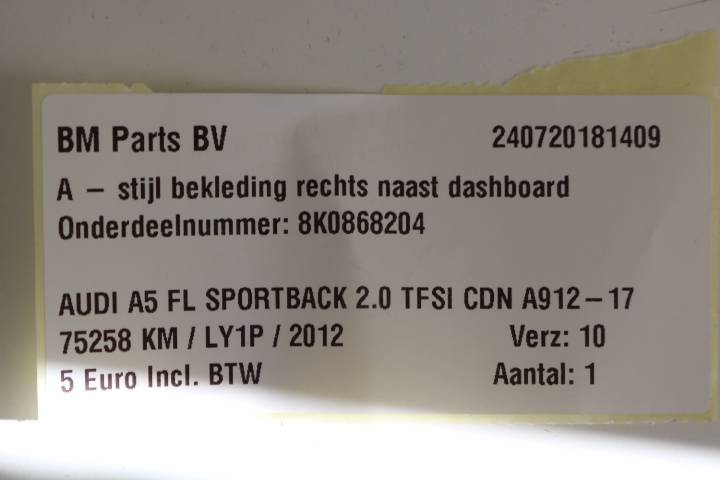 BM Parts BV 240720181409
A – stijl bekleding rechts naast dashboard
Onderdeelnummer: 8K0868204
AUDI A5 FL SPORTBACK 2.0 TFSI CDN A912–17
75258 KM / LY1P / 2012 Verz: 10
5 Euro Incl. BTW Aantal: 1